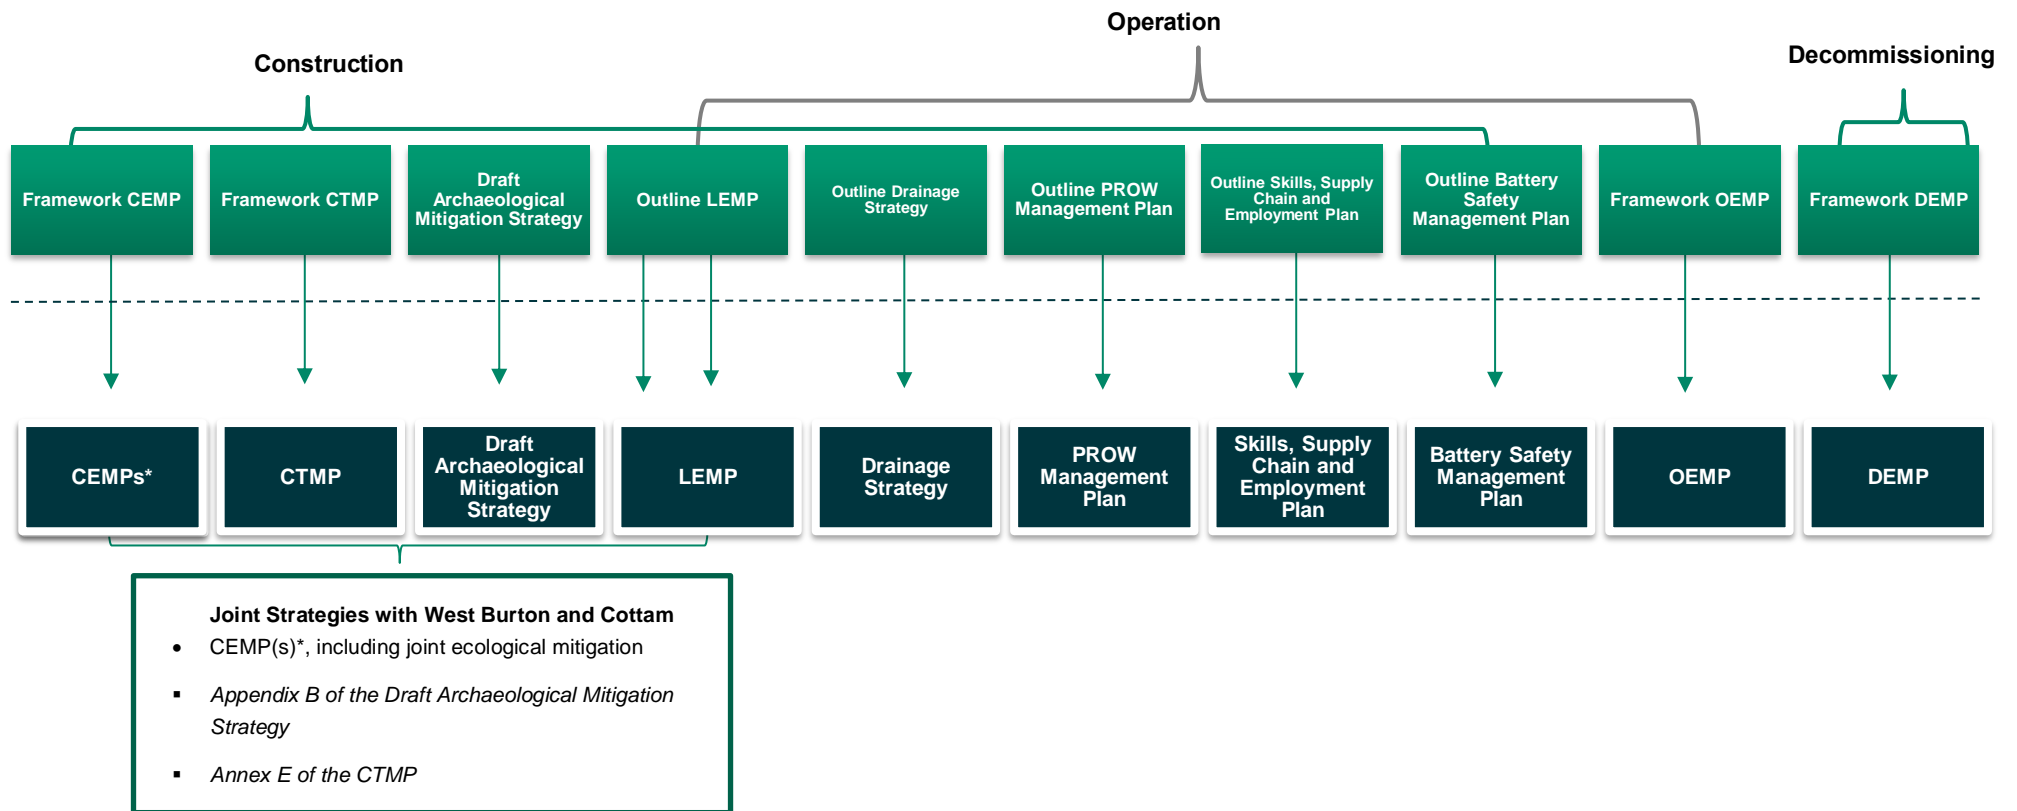 Operation
Construction
Decommissioning
Framework CEMP
Framework CTMP
Draft
Archaeological
Mitigation Strategy
Outline LEMP
Outline Drainage
Strategy
Outline PROW
Management Plan
Outline Skills, Supply
Chain and
Employment Plan
Outline Battery
Safety
Management Plan
Framework OEMP
Framework DEMP
CEMPs*
CTMP
Draft
Archaeological
Mitigation
Strategy
LEMP
Drainage
Strategy
PROW
Management
Plan
Skills, Supply
Chain and
Employment
Plan
Battery Safety
Management
Plan
OEMP
DEMP
Joint Strategies with West Burton and Cottam
• CEMP(s)*, including joint ecological mitigation
▪ Appendix B of the Draft Archaeological Mitigation
Strategy
▪ Annex E of the CTMP